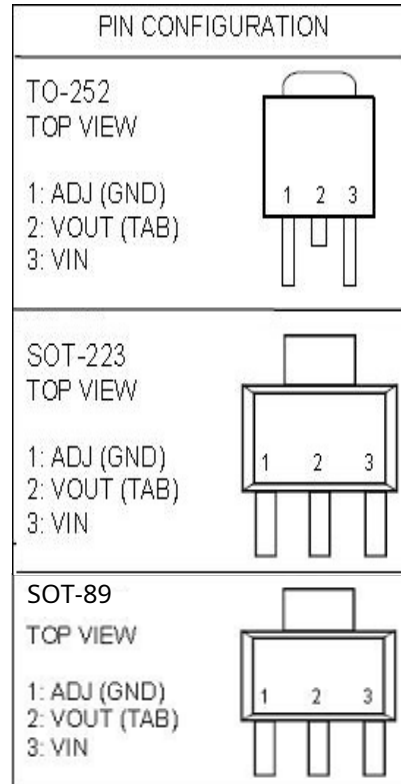 PIN CONFIGURATION
TO-252
TOP VIEW
1: ADJ (GND)
2: VOUT (TAB)
3: VIN
1 2 3
SOT-223
TOP VIEW
1: ADJ (GND)
2: VOUT (TAB)
3: VIN
1 2 3
SOT-89
TOP VIEW
1: ADJ (GND)
2: VOUT (TAB)
3: VIN
1 2 3